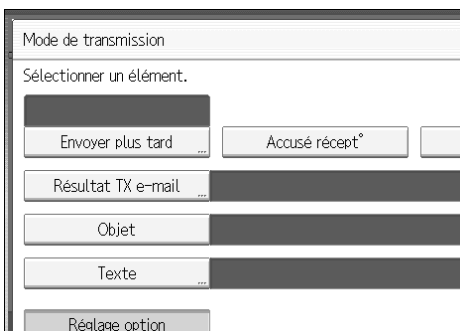 Mode de transmission
Sélectionner un élément.
Envoyer plus tard ...
Accusé récept°
Résultat TX e-mail ...
Objet
Texte ...
Réglage option